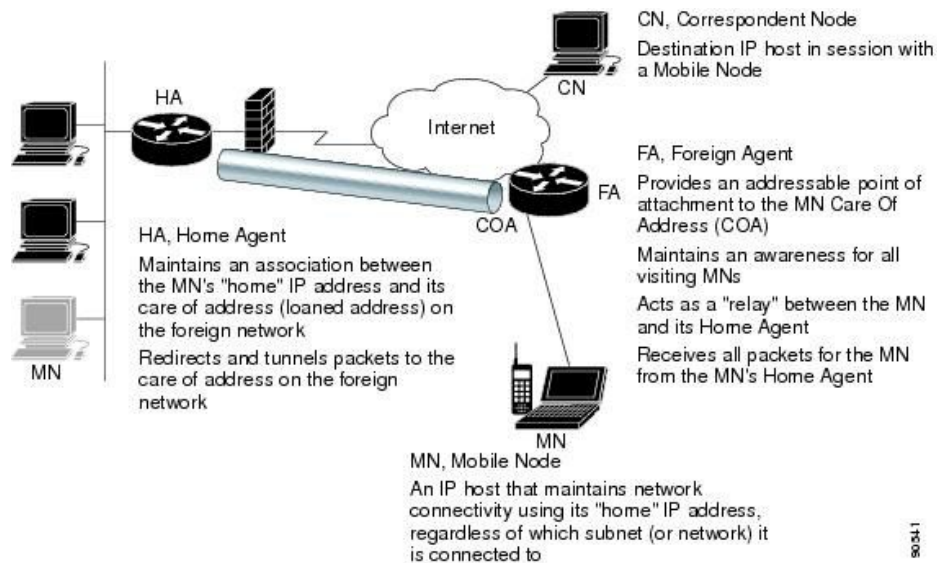 CN, Correspondent Node
Destination IP host in session with
a Mobile Node
CN
HA
Internet
FA, Foreign Agent
Provides an addressable point of
attachment to the MN Care Of
Address (COA)
Maintains an awareness for all
visiting MNs
Acts as a "relay" between the MN
and its Home Agent
Receives all packets for the MN
from the MN's Home Agent
FA
COA
HA, Home Agent
Maintains an association between
the MN's "home" IP address and its
care of address (loaned address) on
the foreign network
Redirects and tunnels packets to the
care of address on the foreign
network
MN
MN
MN, Mobile Node
An IP host that maintains network
connectivity using its "home" IP address,
regardless of which subnet (or network) it
is connected to